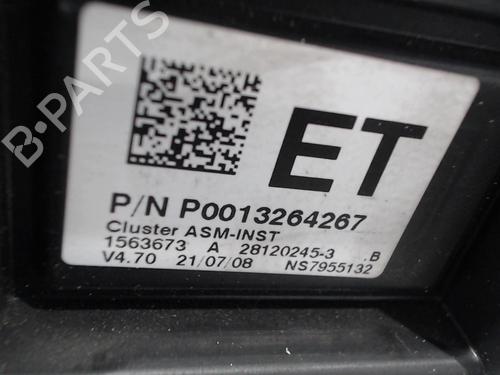 B-PARTS
ET
P/N P0013264267
Cluster ASM-INST
1563673 A 28120245-3 .B
V4.70 21/07/08 NS7955132